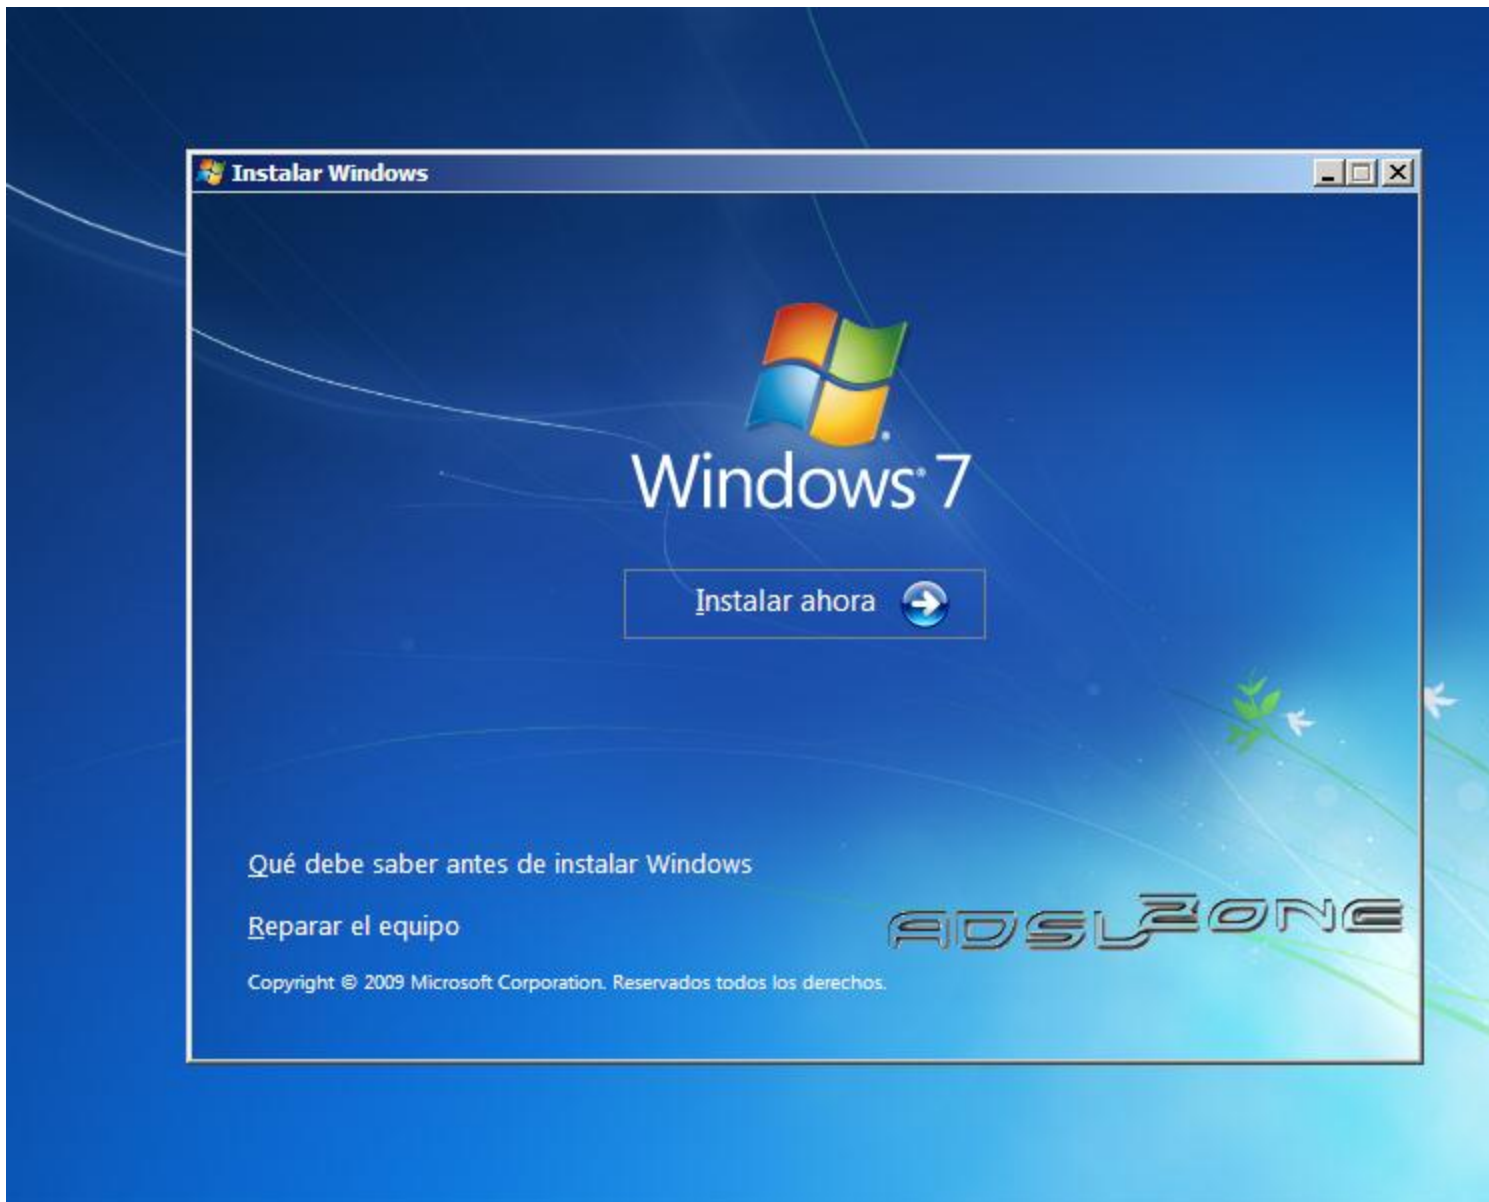 Instalar Windows
Windows® 7
Instalar ahora
Qué debe saber antes de instalar Windows
Reparar el equipo
ADSLZONE
Copyright © 2009 Microsoft Corporation. Reservados todos los derechos.